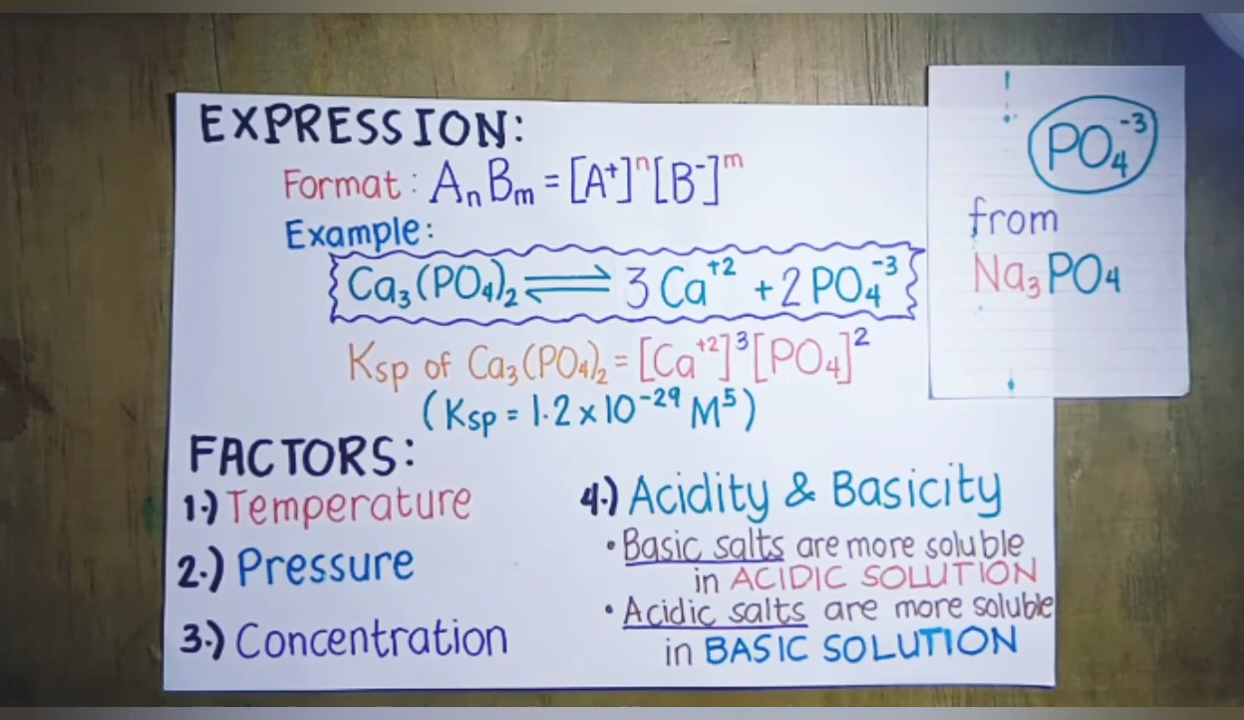 EXPRESSION:
Format: AₙBₘ = [A⁺]ⁿ[B⁻]ᵐ
Example:
Ca₃(PO₄)₂ ⇌ 3Ca⁺² + 2PO₄⁻³
Ksp of Ca₃(PO₄)₂ = [Ca⁺²]³[PO₄]²
(Ksp = 1.2 x 10⁻²⁹ M⁵)
FACTORS:
1.) Temperature
2.) Pressure
3.) Concentration
4.) Acidity & Basicity
• Basic salts are more soluble
in ACIDIC SOLUTION
• Acidic salts are more soluble
in BASIC SOLUTION
PO₄⁻³
from
Na₃PO₄